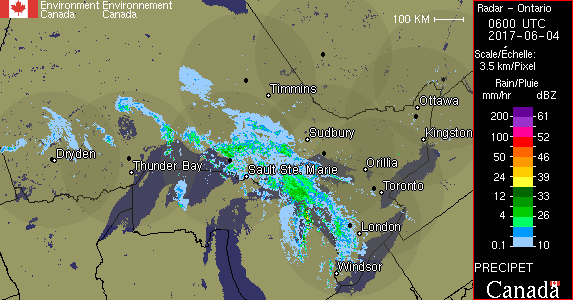 Environment Environnement
Canada Canada
100 KM
Timmins
Ottawa
Sudbury
Kingston
Dryden
Thunder Bay
Sault Ste. Marie
Orillia
Toronto
London
Windsor
Radar - Ontario
0600 UTC
2017-06-04
Scale/Échelle:
3.5 km/Pixel
Rain/Pluie
mm/hr dBZ
200 61
100 52
50 46
24 39
12 33
4 26
0.1 10
PRECIPET
Canada